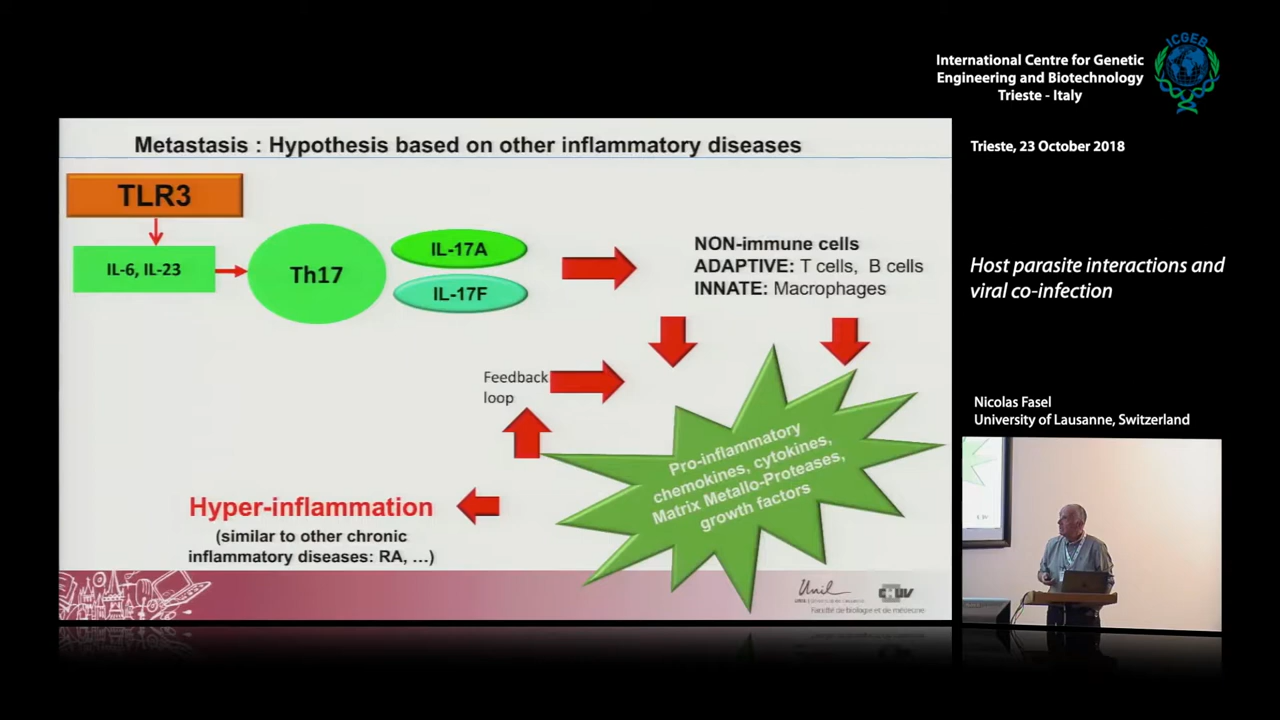 ICGEB
International Centre for Genetic
Engineering and Biotechnology
Trieste - Italy
Trieste, 23 October 2018
Host parasite interactions and
viral co-infection
Nicolas Fasel
University of Lausanne, Switzerland
Metastasis : Hypothesis based on other inflammatory diseases
TLR3
IL-6, IL-23
Th17
IL-17A
IL-17F
NON-immune cells
ADAPTIVE: T cells, B cells
INNATE: Macrophages
Feedback
loop
Pro-inflammatory
chemokines, cytokines,
Matrix Metallo-Proteases,
growth factors
Hyper-inflammation
(similar to other chronic
inflammatory diseases: RA, ...)
Unil
CHUV
Faculté de biologie et de médecine